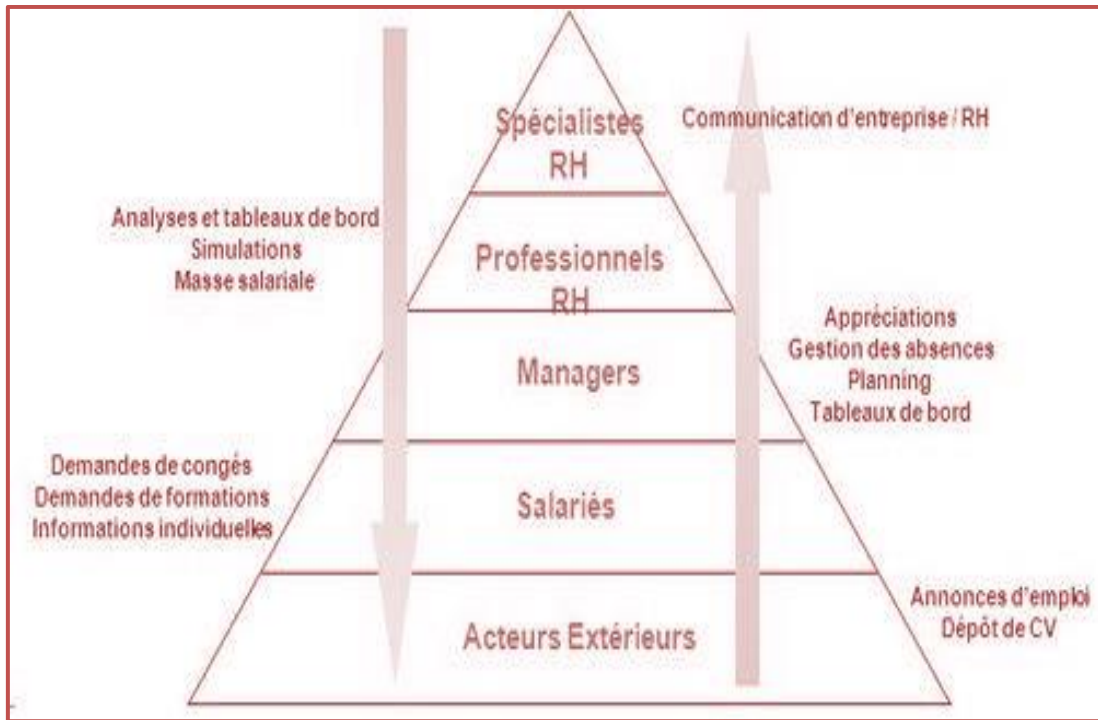 Spécialistes
RH
Communication d'entreprise / RH
Analyses et tableaux de bord
Simulations
Masse salariale
Professionnels
RH
Appréciations
Gestion des absences
Planning
Tableaux de bord
Managers
Demandes de congés
Demandes de formations
Informations individuelles
Salariés
Annonces d'emploi
Dépôt de CV
Acteurs Extérieurs